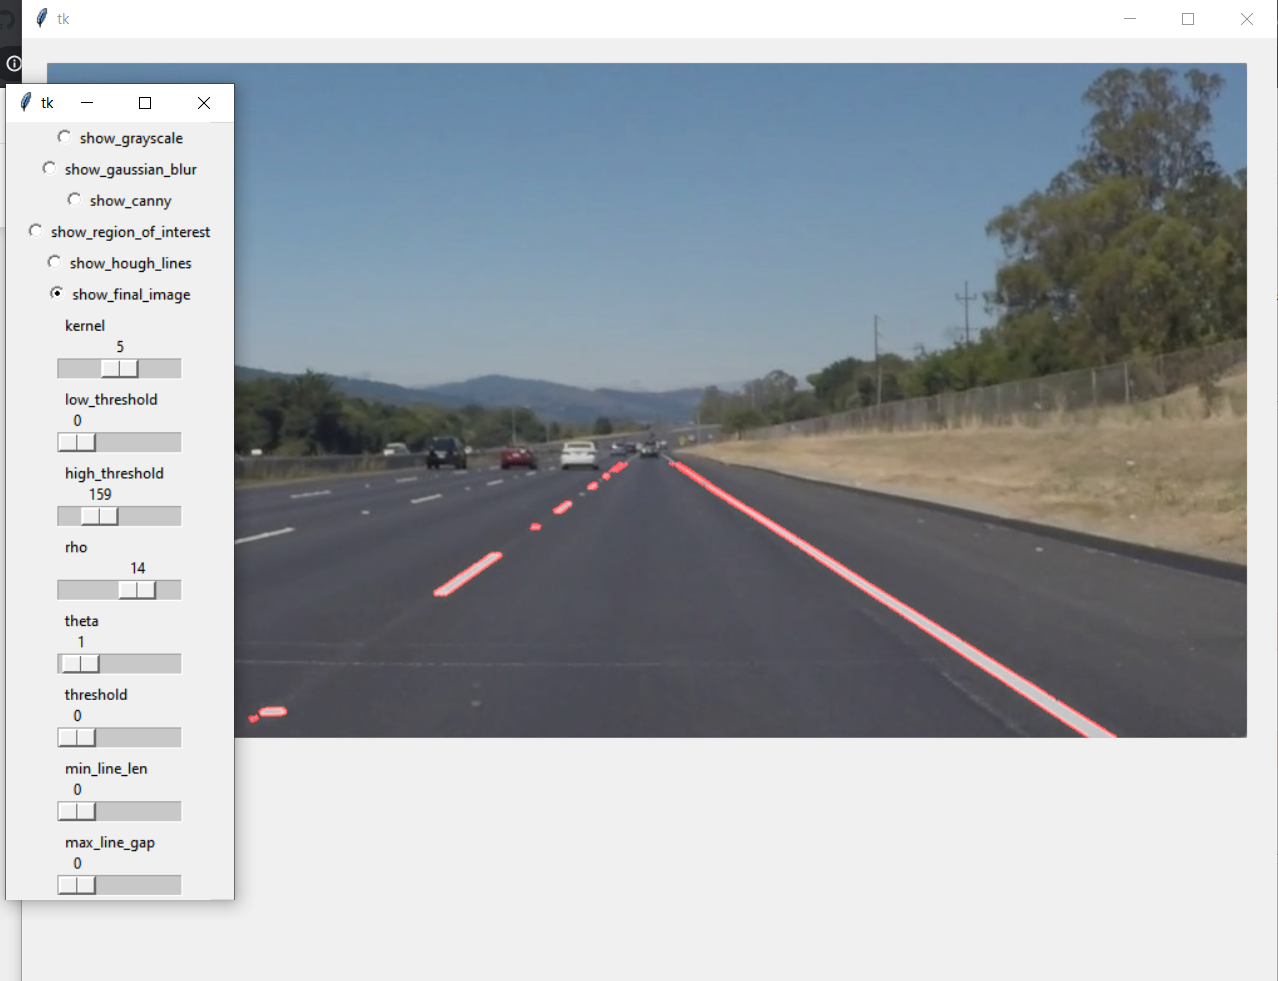 tk
tk
show_grayscale
show_gaussian_blur
show_canny
show_region_of_interest
show_hough_lines
show_final_image
kernel
5
low_threshold
0
high_threshold
159
rho
14
theta
1
threshold
0
min_line_len
0
max_line_gap
0